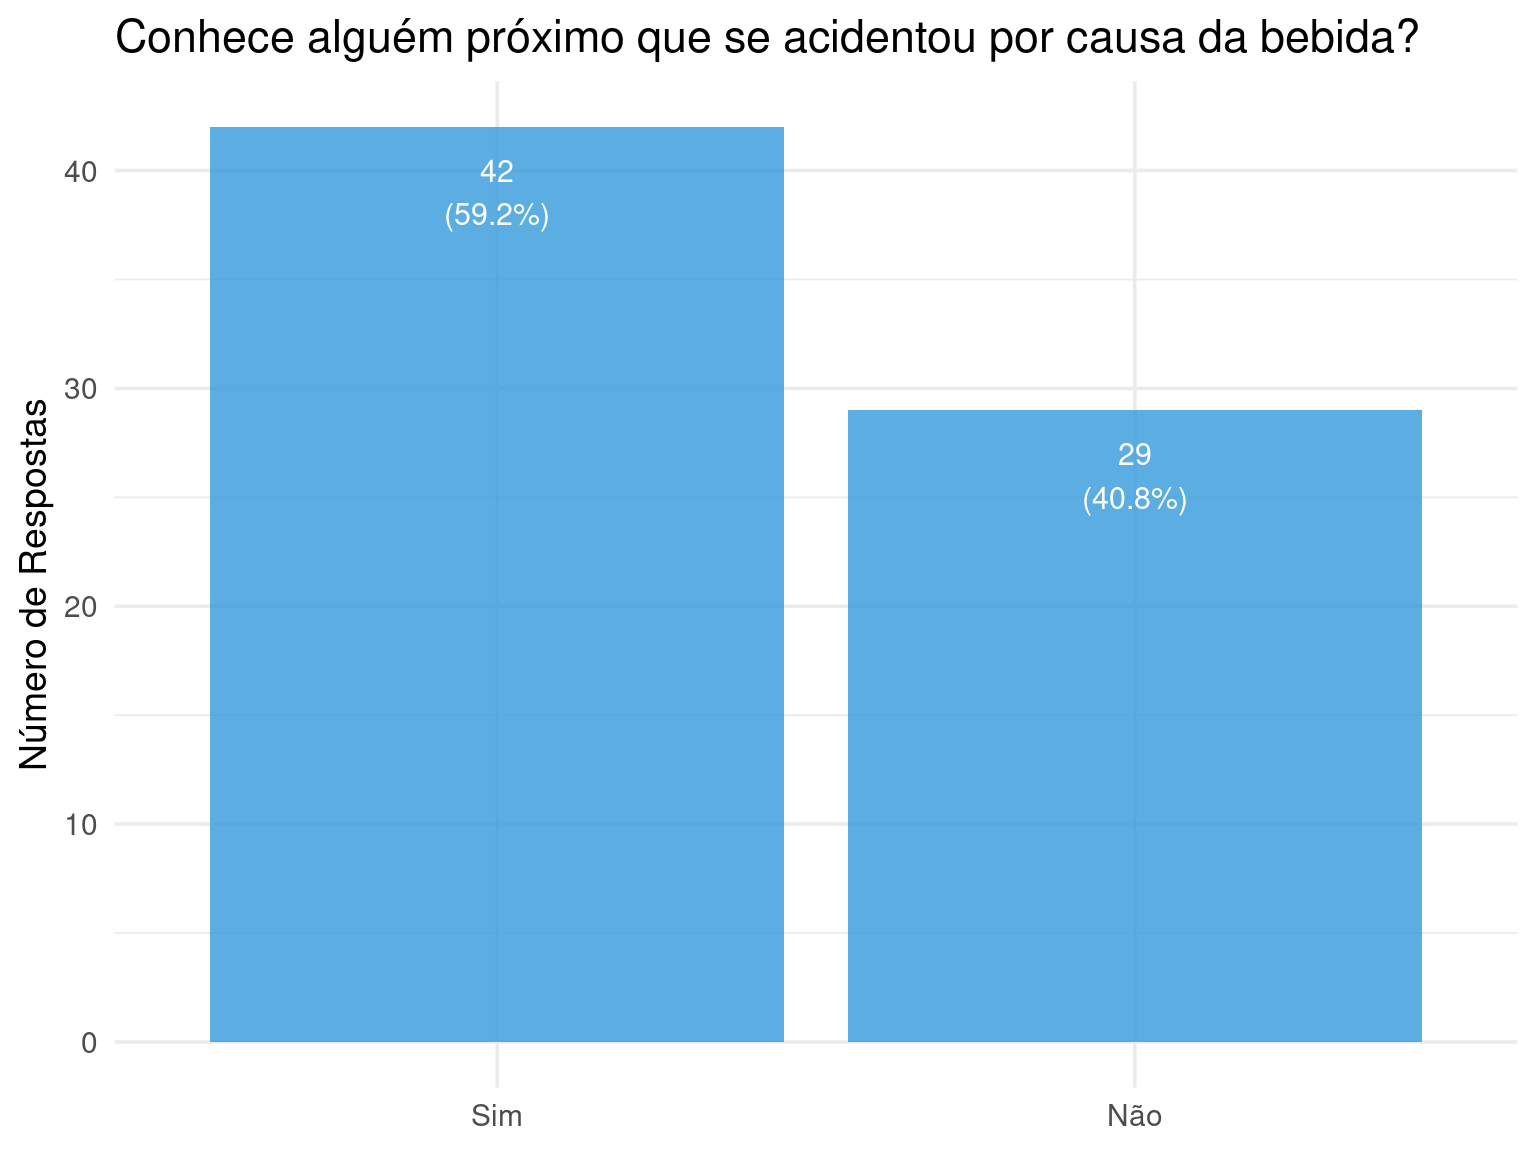 Conhece alguém próximo que se acidentou por causa da bebida?
Número de Respostas
40
30
20
10
0
42
(59.2%)
29
(40.8%)
Sim
Não